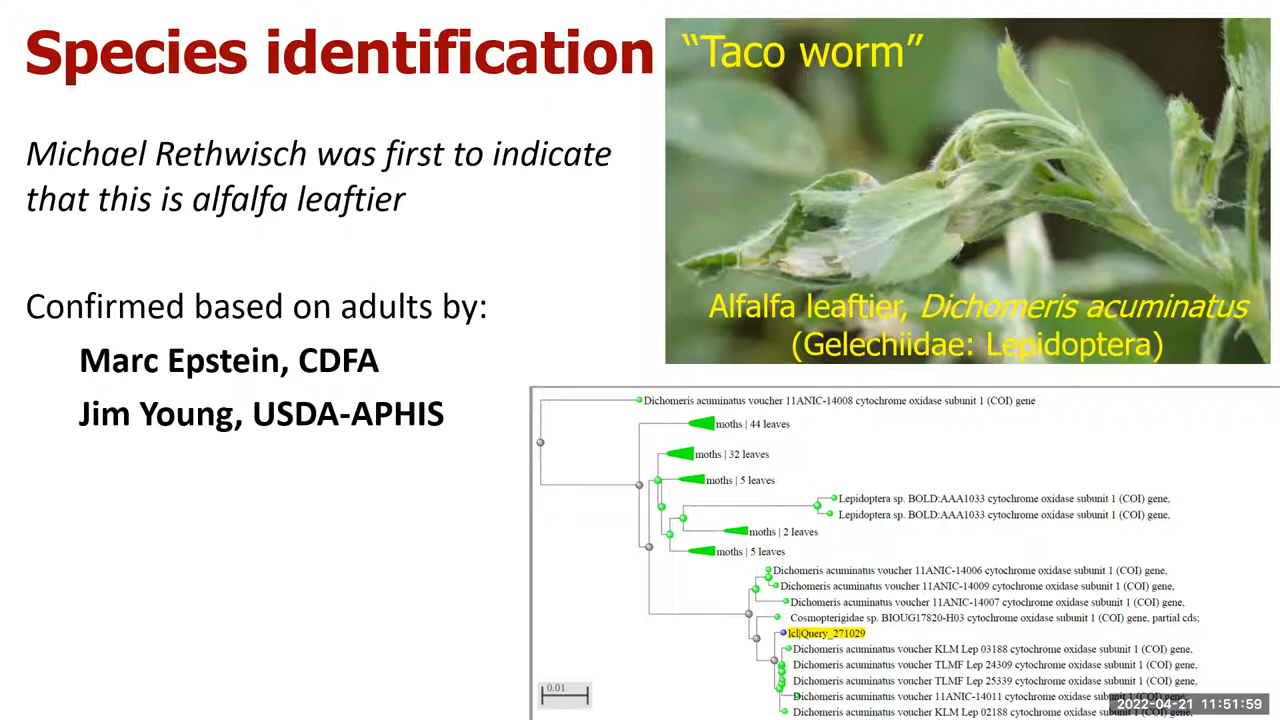 Species identification
Michael Rethwisch was first to indicate
that this is alfalfa leaftier
Confirmed based on adults by:
Marc Epstein, CDFA
Jim Young, USDA-APHIS
“Taco worm”
Alfalfa leaftier, Dichomeris acuminatus
(Gelechiidae: Lepidoptera)
Dichomeris acuminatus voucher 11ANIC-14008 cytochrome oxidase subunit 1 (COI) gene
moths | 44 leaves
moths | 32 leaves
moths | 5 leaves
Lepidoptera sp. BOLD:AAA1033 cytochrome oxidase subunit 1 (COI) gene,
Lepidoptera sp. BOLD:AAA1033 cytochrome oxidase subunit 1 (COI) gene,
moths | 2 leaves
moths | 5 leaves
Dichomeris acuminatus voucher 11ANIC-14006 cytochrome oxidase subunit 1 (COI) gene,
Dichomeris acuminatus voucher 11ANIC-14009 cytochrome oxidase subunit 1 (COI) gene,
Dichomeris acuminatus voucher 11ANIC-14007 cytochrome oxidase subunit 1 (COI) gene,
Cosmopterigidae sp. BIOUG17820-H03 cytochrome oxidase subunit 1 (COI) gene, partial cds;
lcl|Query_271029
Dichomeris acuminatus voucher KLM Lep 03188 cytochrome oxidase subunit 1 (COI) gene,
Dichomeris acuminatus voucher TLMF Lep 24309 cytochrome oxidase subunit 1 (COI) gene,
Dichomeris acuminatus voucher TLMF Lep 25339 cytochrome oxidase subunit 1 (COI) gene,
Dichomeris acuminatus voucher 11ANIC-14011 cytochrome oxidase subunit 1 (COI) gene,
Dichomeris acuminatus voucher KLM Lep 02188 cytochrome oxidase subunit 1 (COI) gene,
0.01
2022-04-21 11:51:59